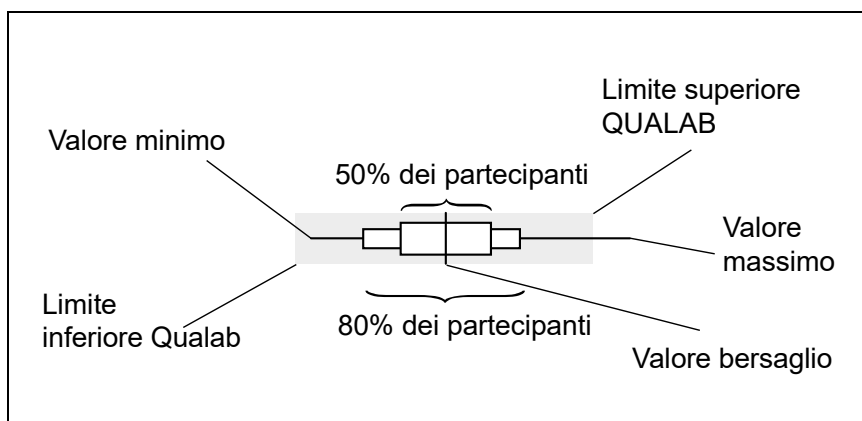 Limite superiore
QUALAB
Valore minimo
50% dei partecipanti
Valore
massimo
Limite
inferiore Qualab
80% dei partecipanti
Valore bersaglio